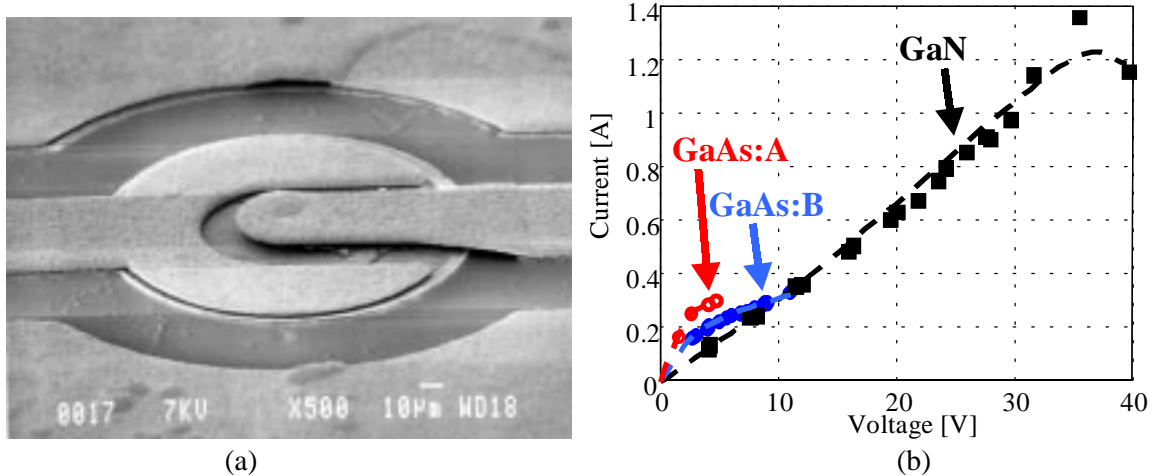 0017 7KV X500 10µm WD18
(a)
1.4
1.2
1
0.8
0.6
0.4
0.2
0
Current [A]
GaN
GaAs:A
GaAs:B
0 10 20 30 40
Voltage [V]
(b)